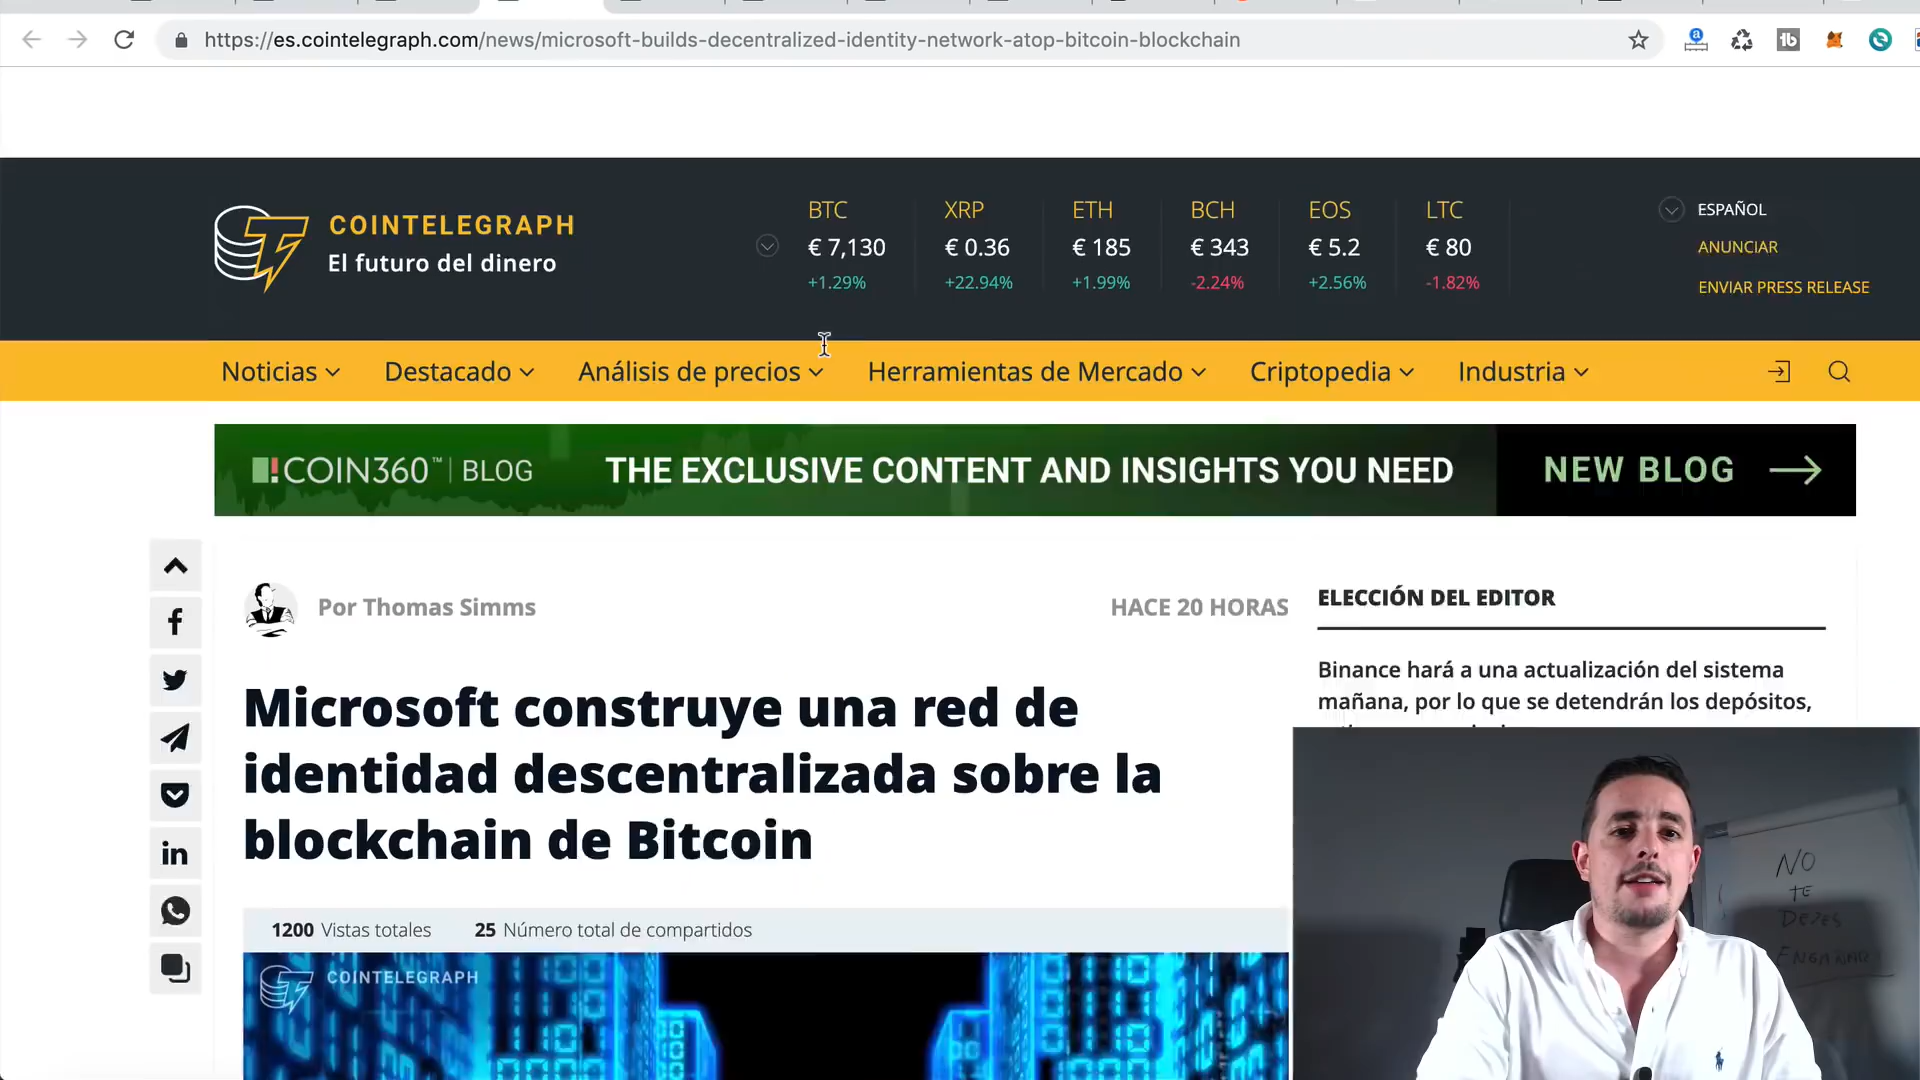 https://es.cointelegraph.com/news/microsoft-builds-decentralized-identity-network-atop-bitcoin-blockchain
COINTELEGRAPH
El futuro del dinero
BTC
€ 7,130
+1.29%
XRP
€ 0.36
+22.94%
ETH
€ 185
+1.99%
BCH
€ 343
-2.24%
EOS
€ 5.2
+2.56%
LTC
€ 80
-1.82%
ESPAÑOL
ANUNCIAR
ENVIAR PRESS RELEASE
Noticias
Destacado
Análisis de precios
Herramientas de Mercado
Criptopedia
Industria
COIN360™ | BLOG
THE EXCLUSIVE CONTENT AND INSIGHTS YOU NEED
NEW BLOG
Por Thomas Simms
HACE 20 HORAS
Microsoft construye una red de
identidad descentralizada sobre la
blockchain de Bitcoin
1200 Vistas totales
25 Número total de compartidos
COINTELEGRAPH
ELECCIÓN DEL EDITOR
Binance hará a una actualización del sistema
mañana, por lo que se detendrán los depósitos,
NO
TE
DEJES